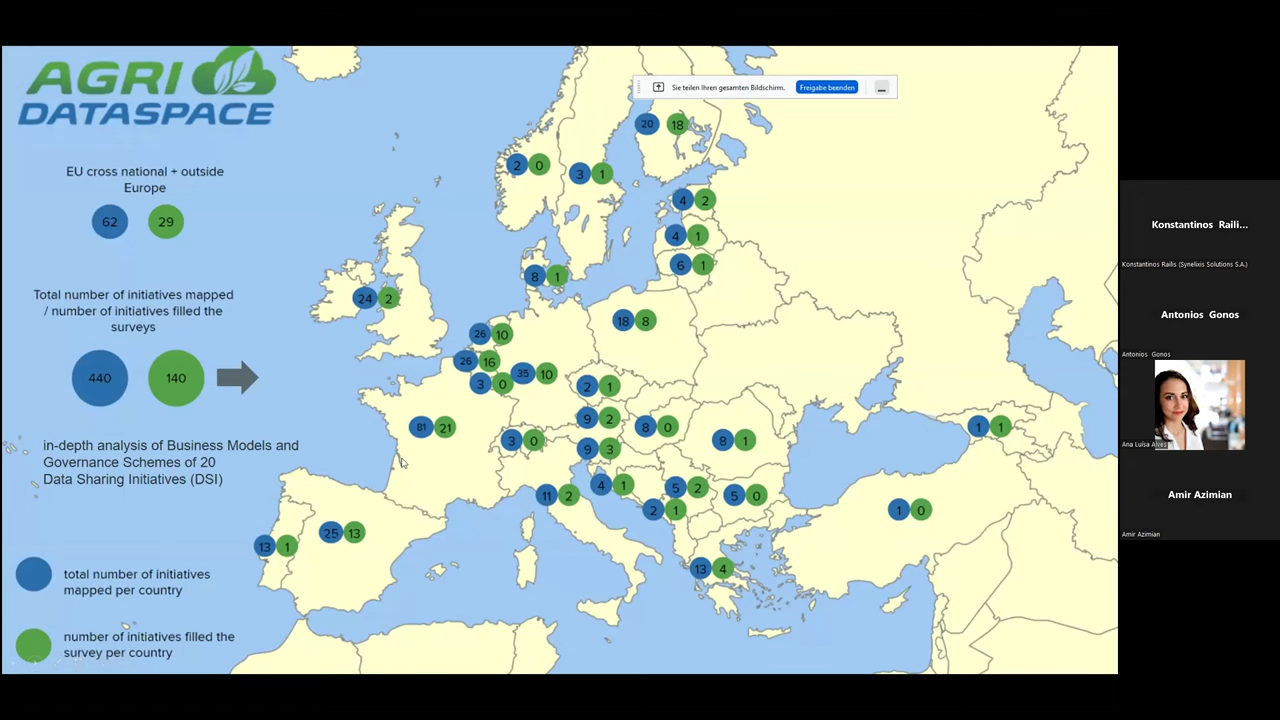 AGRI
DATASPACE
Sie teilen Ihren gesamten Bildschirm.
Freigabe beenden
EU cross national + outside
Europe
62 29
Total number of initiatives mapped
/ number of initiatives filled the
surveys
440 140
in-depth analysis of Business Models and
Governance Schemes of 20
Data Sharing Initiatives (DSI)
total number of initiatives
mapped per country
number of initiatives filled the
survey per country
20 18
2 0
3 1
4 2
4 1
6 1
8 1
24 2
18 8
26 10
26 16
3 0
35 10
2 1
81 21
9 2
8 0
3 0
9 3
8 1
1 1
4 1
11 2
5 2
5 0
2 1
1 0
25 13
13 1
13 4
Konstantinos Raili...
Konstantinos Railis (Synelixis Solutions S.A.)
Antonios Gonos
Antonios Gonos
Ana Luísa Alves
Amir Azimian
Amir Azimian